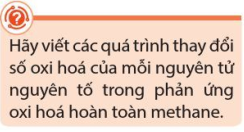 Hãy viết các quá trình thay đổi
số oxi hoá của mỗi nguyên tử
nguyên tố trong phản ứng
oxi hoá hoàn toàn methane.